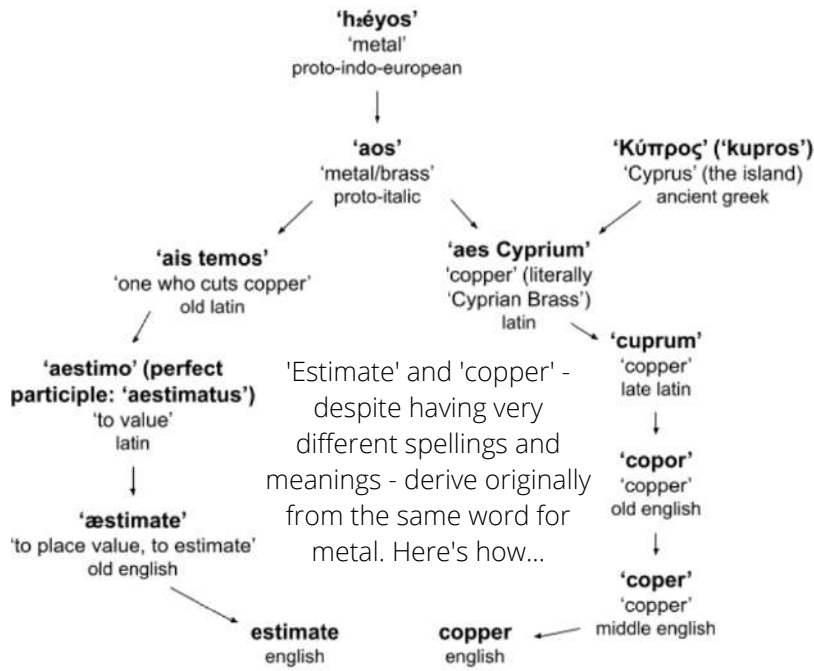 'h₂éyos'
'metal'
proto-indo-european
'aos'
'metal/brass'
proto-italic
'Κύπρος' ('kupros')
'Cyprus' (the island)
ancient greek
'ais temos'
'one who cuts copper'
old latin
'aes Cyprium'
'copper' (literally
'Cyprian Brass')
latin
'aestimo' (perfect
participle: 'aestimatus')
'to value'
latin
'cuprum'
'copper'
late latin
'Estimate' and 'copper' -
despite having very
different spellings and
meanings - derive originally
from the same word for
metal. Here's how...
'copor'
'copper'
old english
'æstimate'
'to place value, to estimate'
old english
'coper'
'copper'
middle english
estimate
english
copper
english